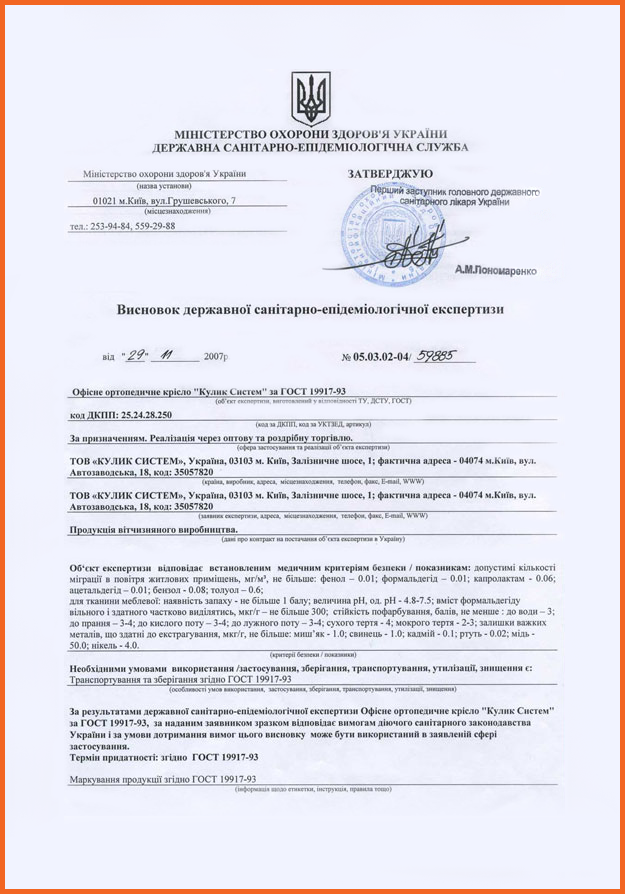 МІНІСТЕРСТВО ОХОРОНИ ЗДОРОВ'Я УКРАЇНИ
ДЕРЖАВНА САНІТАРНО-ЕПІДЕМІОЛОГІЧНА СЛУЖБА
Міністерство охорони здоров'я України
(назва установи)
01021 м.Київ, вул.Грушевського, 7
(місцезнаходження)
тел.: 253-94-84, 559-29-88
ЗАТВЕРДЖУЮ
Перший заступник головного державного
санітарного лікаря України
А.М.Пономаренко
Висновок державної санітарно-епідеміологічної експертизи
від "29" 11 2007р
№ 05.03.02-04/ 59885
Офісне ортопедичне крісло "Кулик Систем" за ГОСТ 19917-93
(об'єкт експертизи, виготовлений у відповідності ТУ, ДСТУ, ГОСТ)
код ДКПП: 25.24.28.250
(код за ДКПП, код за УКТЗЕД, артикул)
За призначенням. Реалізація через оптову та роздрібну торгівлю.
(сфера застосування та реалізації об'єкта експертизи)
ТОВ «КУЛИК СИСТЕМ», Україна, 03103 м. Київ, Залізничне шосе, 1; фактична адреса - 04074 м.Київ, вул.
Автозаводська, 18, код: 35057820
(країна, виробник, адреса, місцезнаходження, телефон, факс, E-mail, WWW)
ТОВ «КУЛИК СИСТЕМ», Україна, 03103 м. Київ, Залізничне шосе, 1; фактична адреса - 04074 м.Київ, вул.
Автозаводська, 18, код: 35057820
(заявник експертизи, адреса, місцезнаходження, телефон, факс, E-mail, WWW)
Продукція вітчизняного виробництва.
(дані про контракт на постачання об'єкта експертизи в Україну)
Об'єкт експертизи відповідає встановленим медичним критеріям безпеки / показникам: допустимі кількості
міграції в повітря житлових приміщень, мг/м³, не більше: фенол – 0.01; формальдегід – 0.01; капролактам - 0.06;
ацетальдегід – 0.01; бензол - 0.08; толуол – 0.6;
для тканини меблевої: наявність запаху - не більше 1 балу; величина рН, од. рН - 4.8-7.5; вміст формальдегіду
вільного і здатного частково виділятись, мкг/г – не більше 300; стійкість пофарбування, балів, не менше : до води – 3;
до прання – 3-4; до кислого поту – 3-4; до лужного поту – 3-4; сухого тертя - 4; мокрого тертя - 2-3; залишки важких
металів, що здатні до екстрагування, мкг/г, не більше: миш'як - 1.0; свинець - 1.0; кадмій - 0.1; ртуть - 0.02; мідь -
50.0; нікель - 4.0.
(критерії безпеки / показники)
Необхідними умовами використання /застосування, зберігання, транспортування, утилізації, знищення є:
Транспортування та зберігання згідно ГОСТ 19917-93
(особливості умов використання, застосування, зберігання, транспортування, утилізації, знищення)
За результатами державної санітарно-епідеміологічної експертизи Офісне ортопедичне крісло "Кулик Систем"
за ГОСТ 19917-93, за наданим заявником зразком відповідає вимогам діючого санітарного законодавства
України і за умови дотримання вимог цього висновку може бути використаний в заявленій сфері
застосування.
Термін придатності: згідно ГОСТ 19917-93
Маркування продукції згідно ГОСТ 19917-93
(інформація щодо етикетки, інструкція, правила тощо)